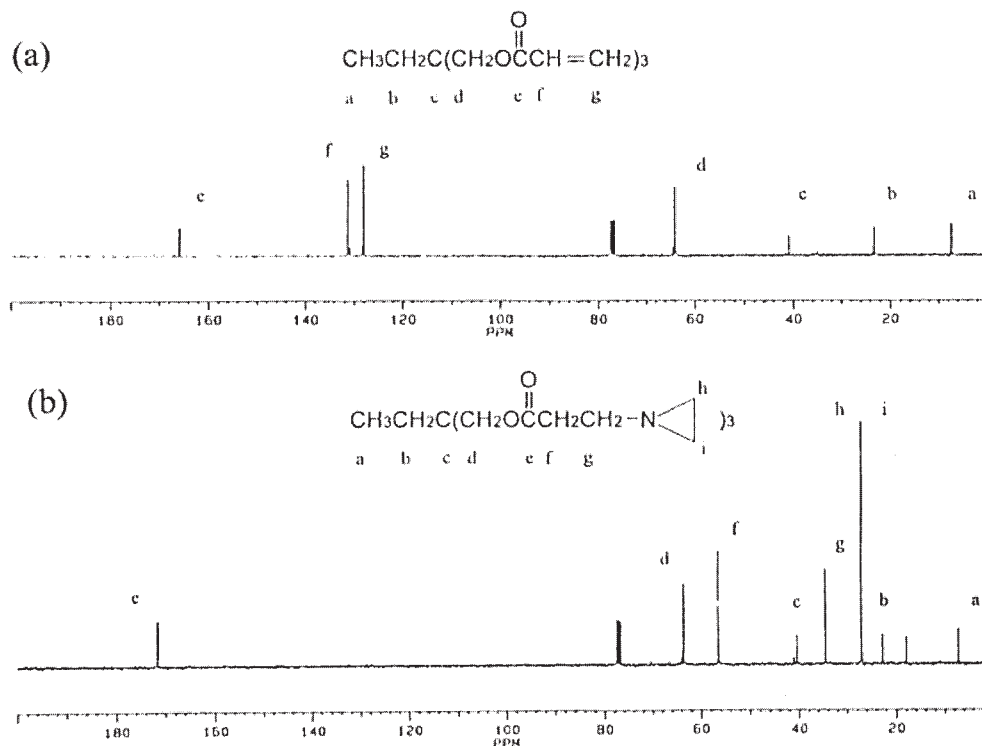 (a)
O
CH3CH2C(CH2OCCH=CH2)3
a b c d e f g
e f g d c b a
180 160 140 120 100 80 60 40 20
PPM
(b)
O h
CH3CH2C(CH2OCCH2CH2-N )3
i
a b c d e f g
e d f c g h i b a
180 160 140 120 100 80 60 40 20
PPM